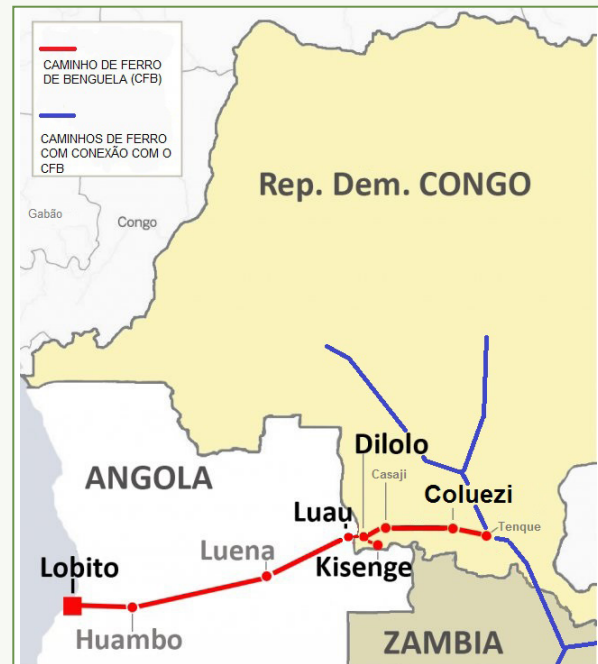 CAMINHO DE FERRO
DE BENGUELA (CFB)
CAMINHOS DE FERRO
COM CONEXÃO COM O
CFB
Rep. Dem. CONGO
Gabão
Congo
Dilolo
ANGOLA
Casaji
Coluezi
Luau
Tenque
Luena
Kisenge
Lobito
Huambo
ZAMBIA